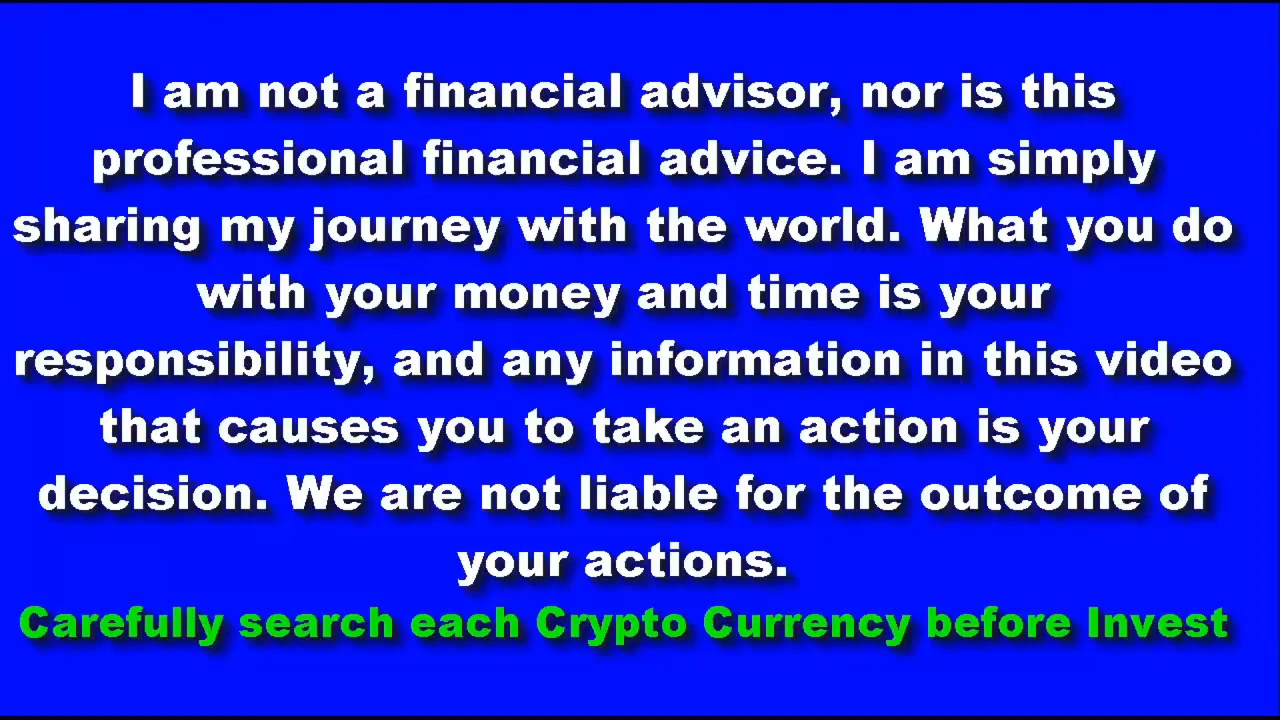 I am not a financial advisor, nor is this
professional financial advice. I am simply
sharing my journey with the world. What you do
with your money and time is your
responsibility, and any information in this video
that causes you to take an action is your
decision. We are not liable for the outcome of
your actions.
Carefully search each Crypto Currency before Invest